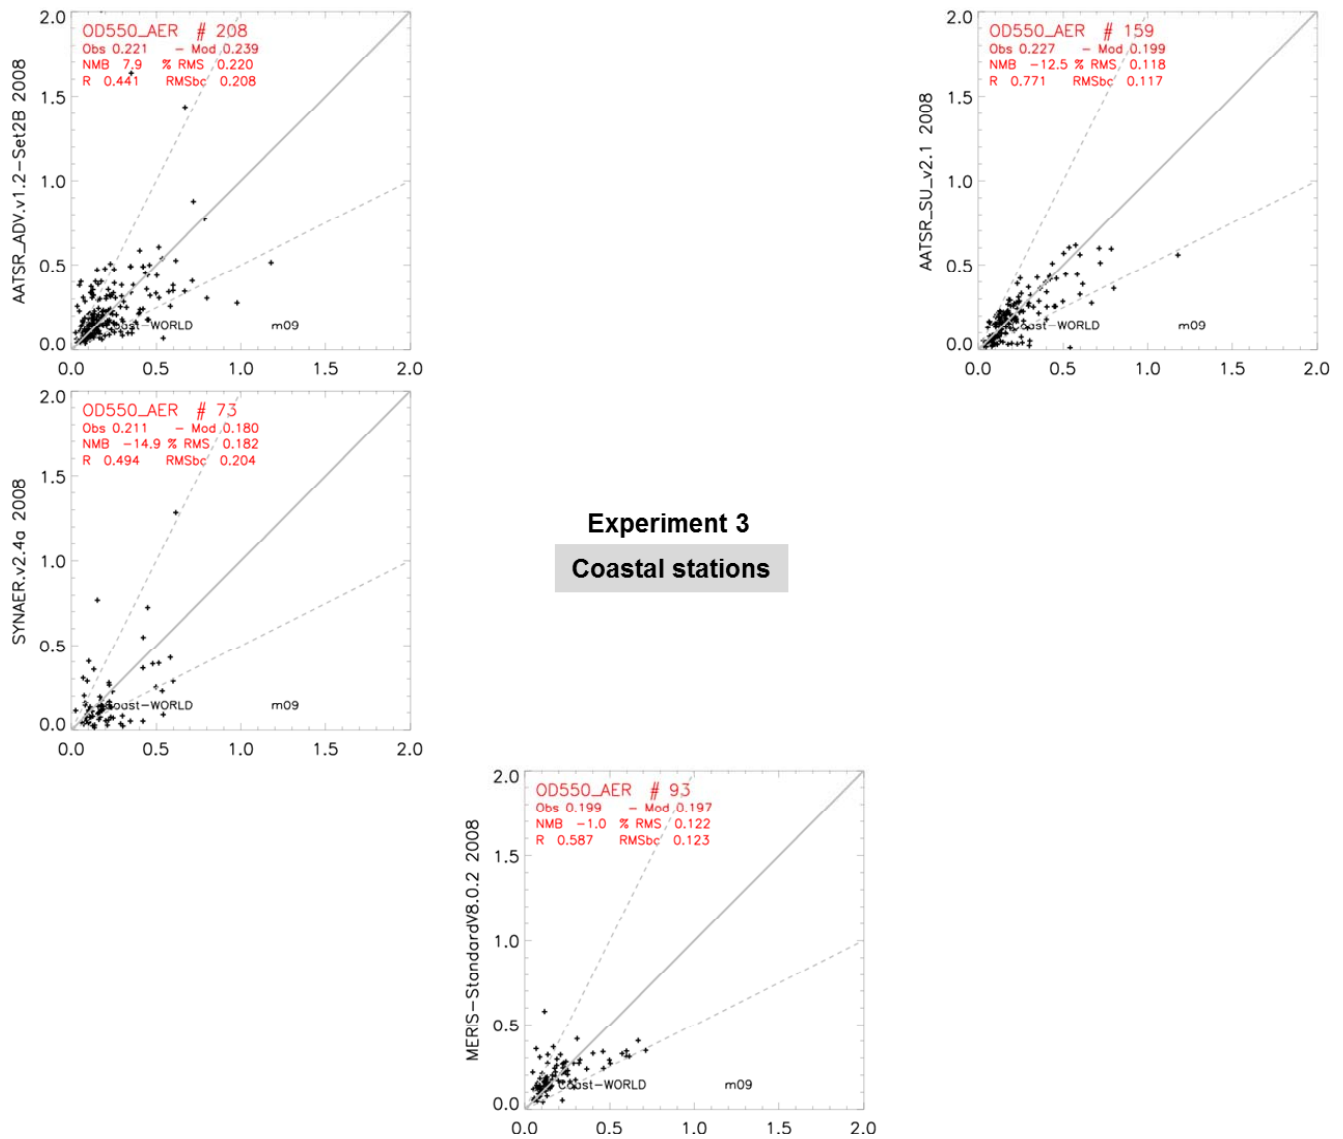 2.0
OD550_AER # 208
Obs 0.221 – Mod 0.239
NMB 7.9 % RMS 0.220
R 0.441 RMSbc 0.208
1.5
1.0
0.5
0.0
AATSR_ADV.v1.2–Set2B 2008
Coast–WORLD m09
0.0 0.5 1.0 1.5 2.0
2.0
OD550_AER # 159
Obs 0.227 – Mod 0.199
NMB –12.5 % RMS 0.118
R 0.771 RMSbc 0.117
1.5
1.0
0.5
0.0
AATSR_SU_v2.1 2008
Coast–WORLD m09
0.0 0.5 1.0 1.5 2.0
2.0
OD550_AER # 73
Obs 0.211 – Mod 0.180
NMB –14.9 % RMS 0.182
R 0.494 RMSbc 0.204
1.5
1.0
0.5
0.0
SYNAER.v2.4a 2008
Coast–WORLD m09
0.0 0.5 1.0 1.5 2.0
Experiment 3
Coastal stations
2.0
OD550_AER # 93
Obs 0.199 – Mod 0.197
NMB –1.0 % RMS 0.122
R 0.587 RMSbc 0.123
1.5
1.0
0.5
0.0
MERIS–StandardV8.0.2 2008
Coast–WORLD m09
0.0 0.5 1.0 1.5 2.0